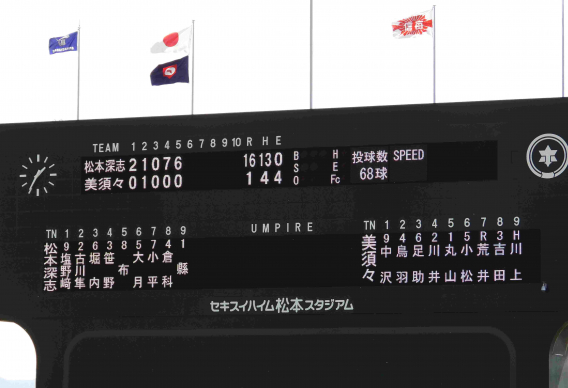 TEAM 1 2 3 4 5 6 7 8 9 10 R H E
松本深志 2 1 0 7 6 16 13 0 B H 投球数 SPEED
S E
美須々 0 1 0 0 0 1 4 4 O Fc 68球
TN 1 2 3 4 5 6 7 8 9
松 9 2 6 3 8 5 7 4 1
本 塩 古 堀 笹 大 小 倉
深 野 川 布 縣
志 﨑 隼 内 野 月 平 科
UMPIRE
TN 1 2 3 4 5 6 7 8 9
美 9 4 6 2 1 5 R 3 H
須 中 鳥 足 川 丸 小 荒 吉 川
々 沢 羽 助 井 山 松 井 田 上
セキスイハイム松本スタジアム